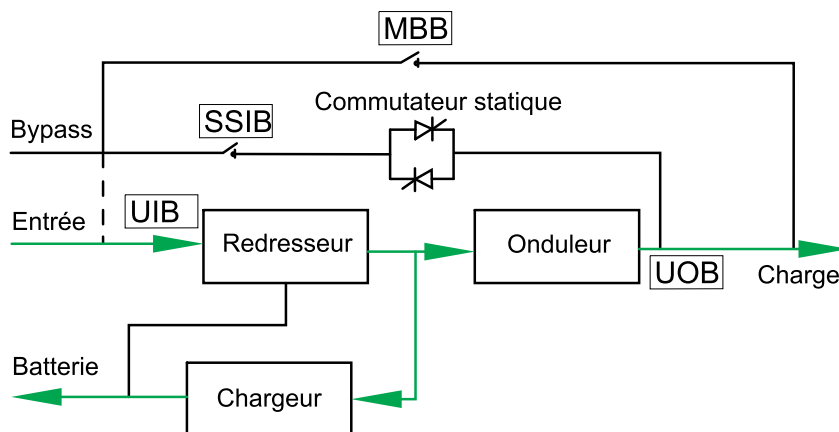 MBB
Commutateur statique
SSIB
Bypass
UIB
Entrée
Redresseur
Onduleur
UOB
Charge
Batterie
Chargeur